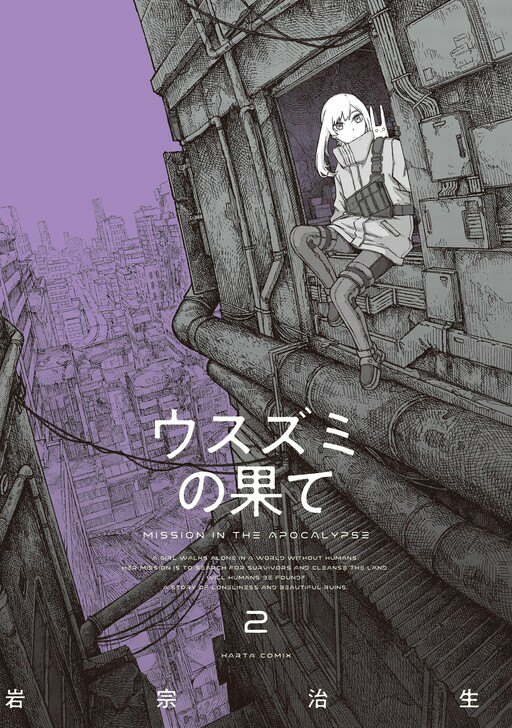 ウスズミ
の果て
MISSION IN THE APOCALYPSE
A GIRL WALKS ALONE IN A WORLD WITHOUT HUMANS.
HER MISSION IS TO SEARCH FOR SURVIVORS AND CLEANSE THE LAND.
WILL HUMANS BE FOUND?
A STORY OF LONELINESS AND BEAUTIFUL RUINS.
2
HARTA COMIX
岩宗治生